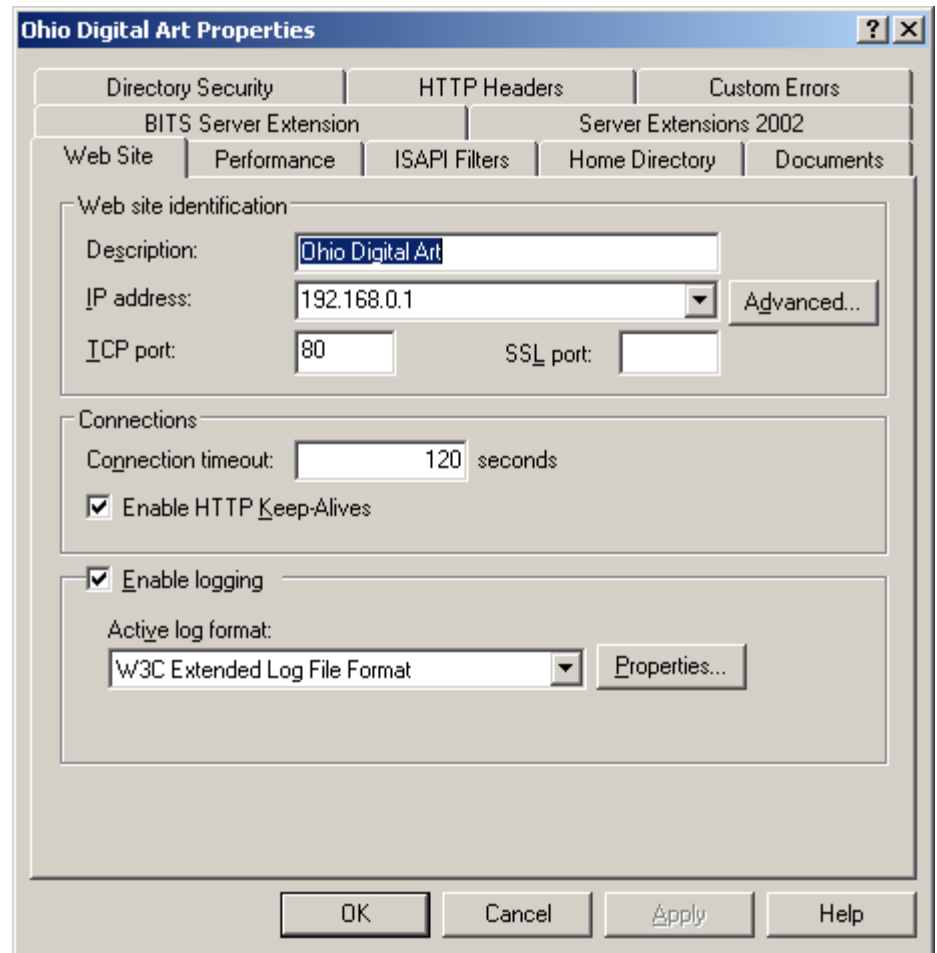 Ohio Digital Art Properties
Directory Security HTTP Headers Custom Errors
BITS Server Extension Server Extensions 2002
Web Site Performance ISAPI Filters Home Directory Documents
Web site identification
Description: Ohio Digital Art
IP address: 192.168.0.1 Advanced...
TCP port: 80 SSL port:
Connections
Connection timeout: 120 seconds
Enable HTTP Keep-Alives
Enable logging
Active log format:
W3C Extended Log File Format Properties...
OK Cancel Apply Help